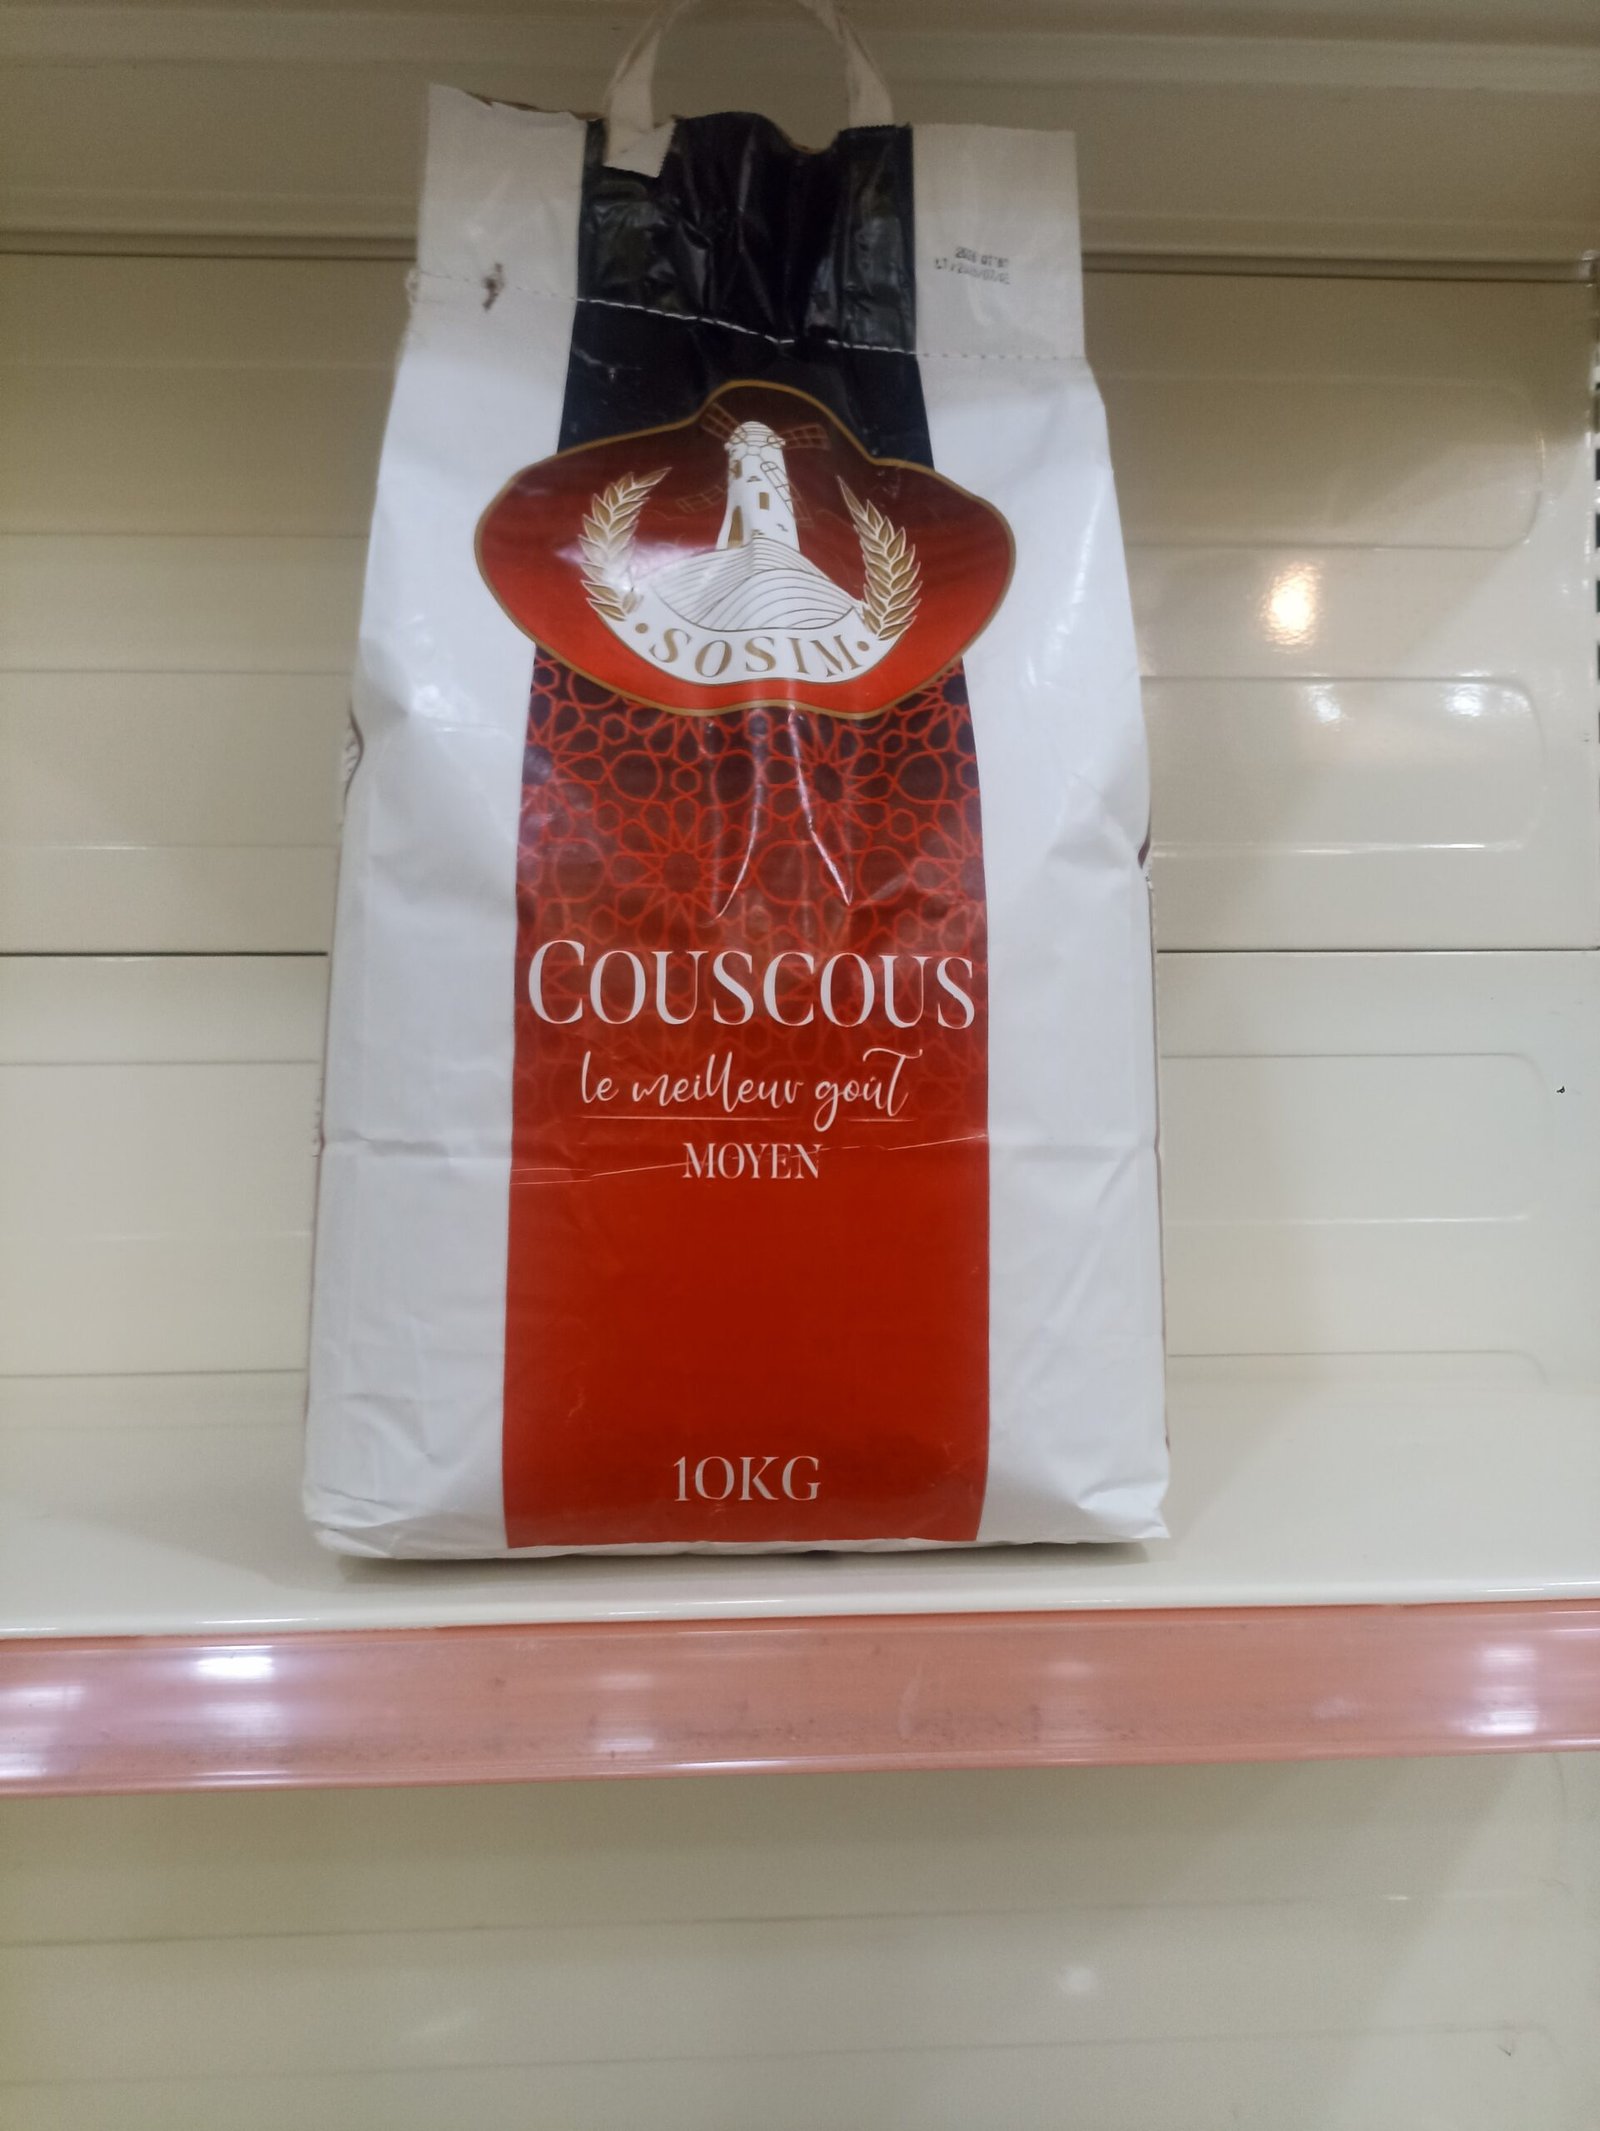 SOSIM
COUSCOUS
le meilleur goût
MOYEN
10KG